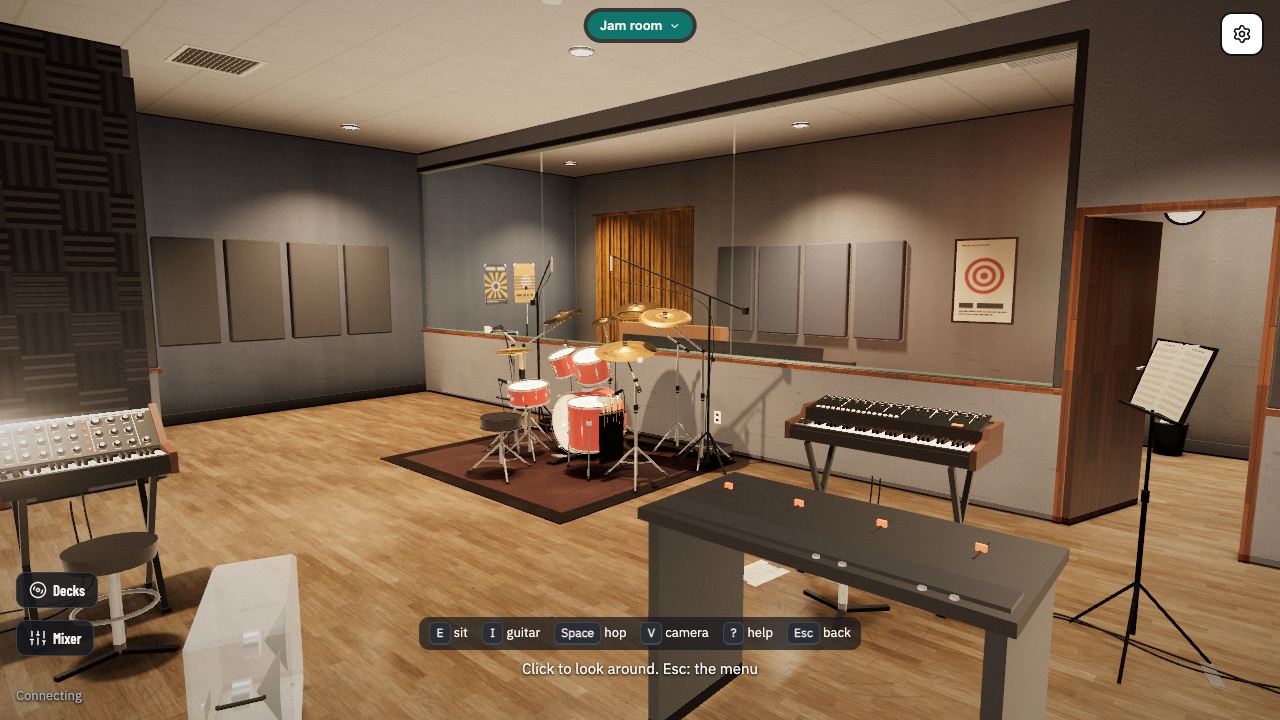 Jam room
Decks
Mixer
E sit I guitar Space hop V camera ? help Esc back
Click to look around. Esc: the menu
Connecting